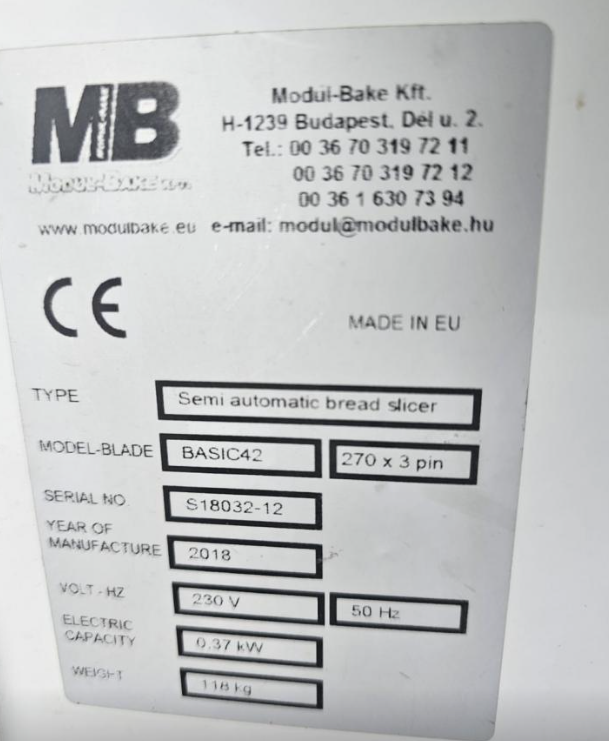 MB
Modul-Bake Kft.
H-1239 Budapest, Dél u. 2.
Tel.: 00 36 70 319 72 11
00 36 70 319 72 12
00 36 1 630 73 94
MODUL-BAKE KFT.
www.modulbake.eu e-mail: modul@modulbake.hu
CE
MADE IN EU
TYPE Semi automatic bread slicer
MODEL-BLADE BASIC42 270 x 3 pin
SERIAL NO. S18032-12
YEAR OF
MANUFACTURE 2018
VOLT - HZ 230 V 50 Hz
ELECTRIC
CAPACITY 0,37 kW
WEIGHT 118 kg